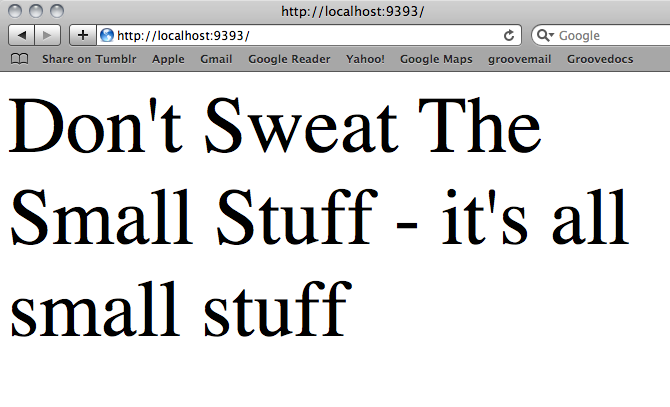 http://localhost:9393/
http://localhost:9393/ Google
Share on Tumblr Apple Gmail Google Reader Yahoo! Google Maps groovemail Groovedocs
Don't Sweat The
Small Stuff - it's all
small stuff